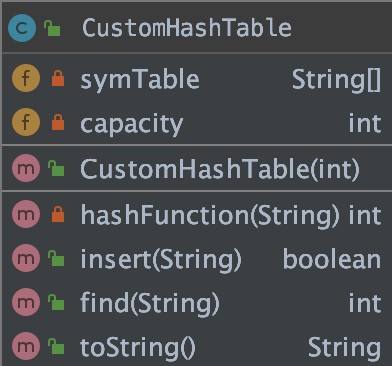 C CustomHashTable
f symTable String[]
f capacity int
m CustomHashTable(int)
m hashFunction(String) int
m insert(String) boolean
m find(String) int
m toString() String